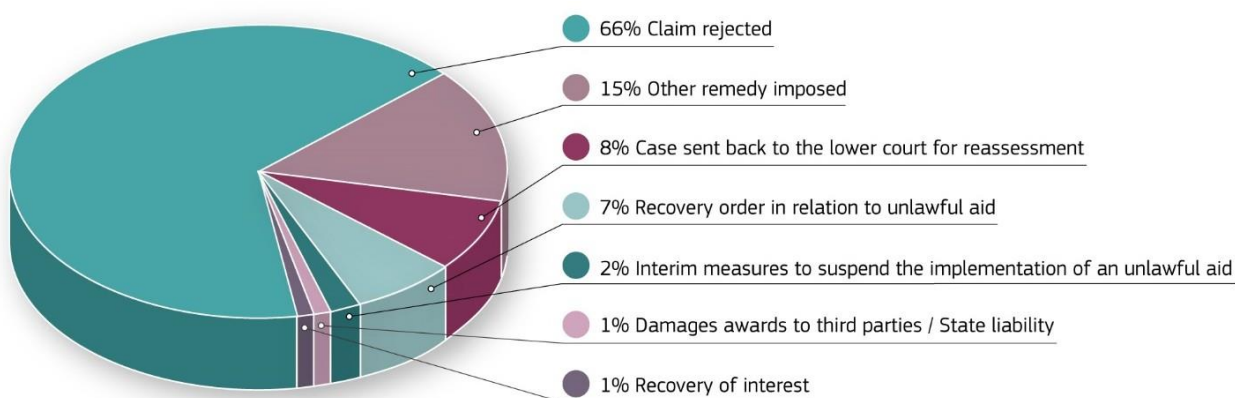 66% Claim rejected
15% Other remedy imposed
8% Case sent back to the lower court for reassessment
7% Recovery order in relation to unlawful aid
2% Interim measures to suspend the implementation of an unlawful aid
1% Damages awards to third parties / State liability
1% Recovery of interest